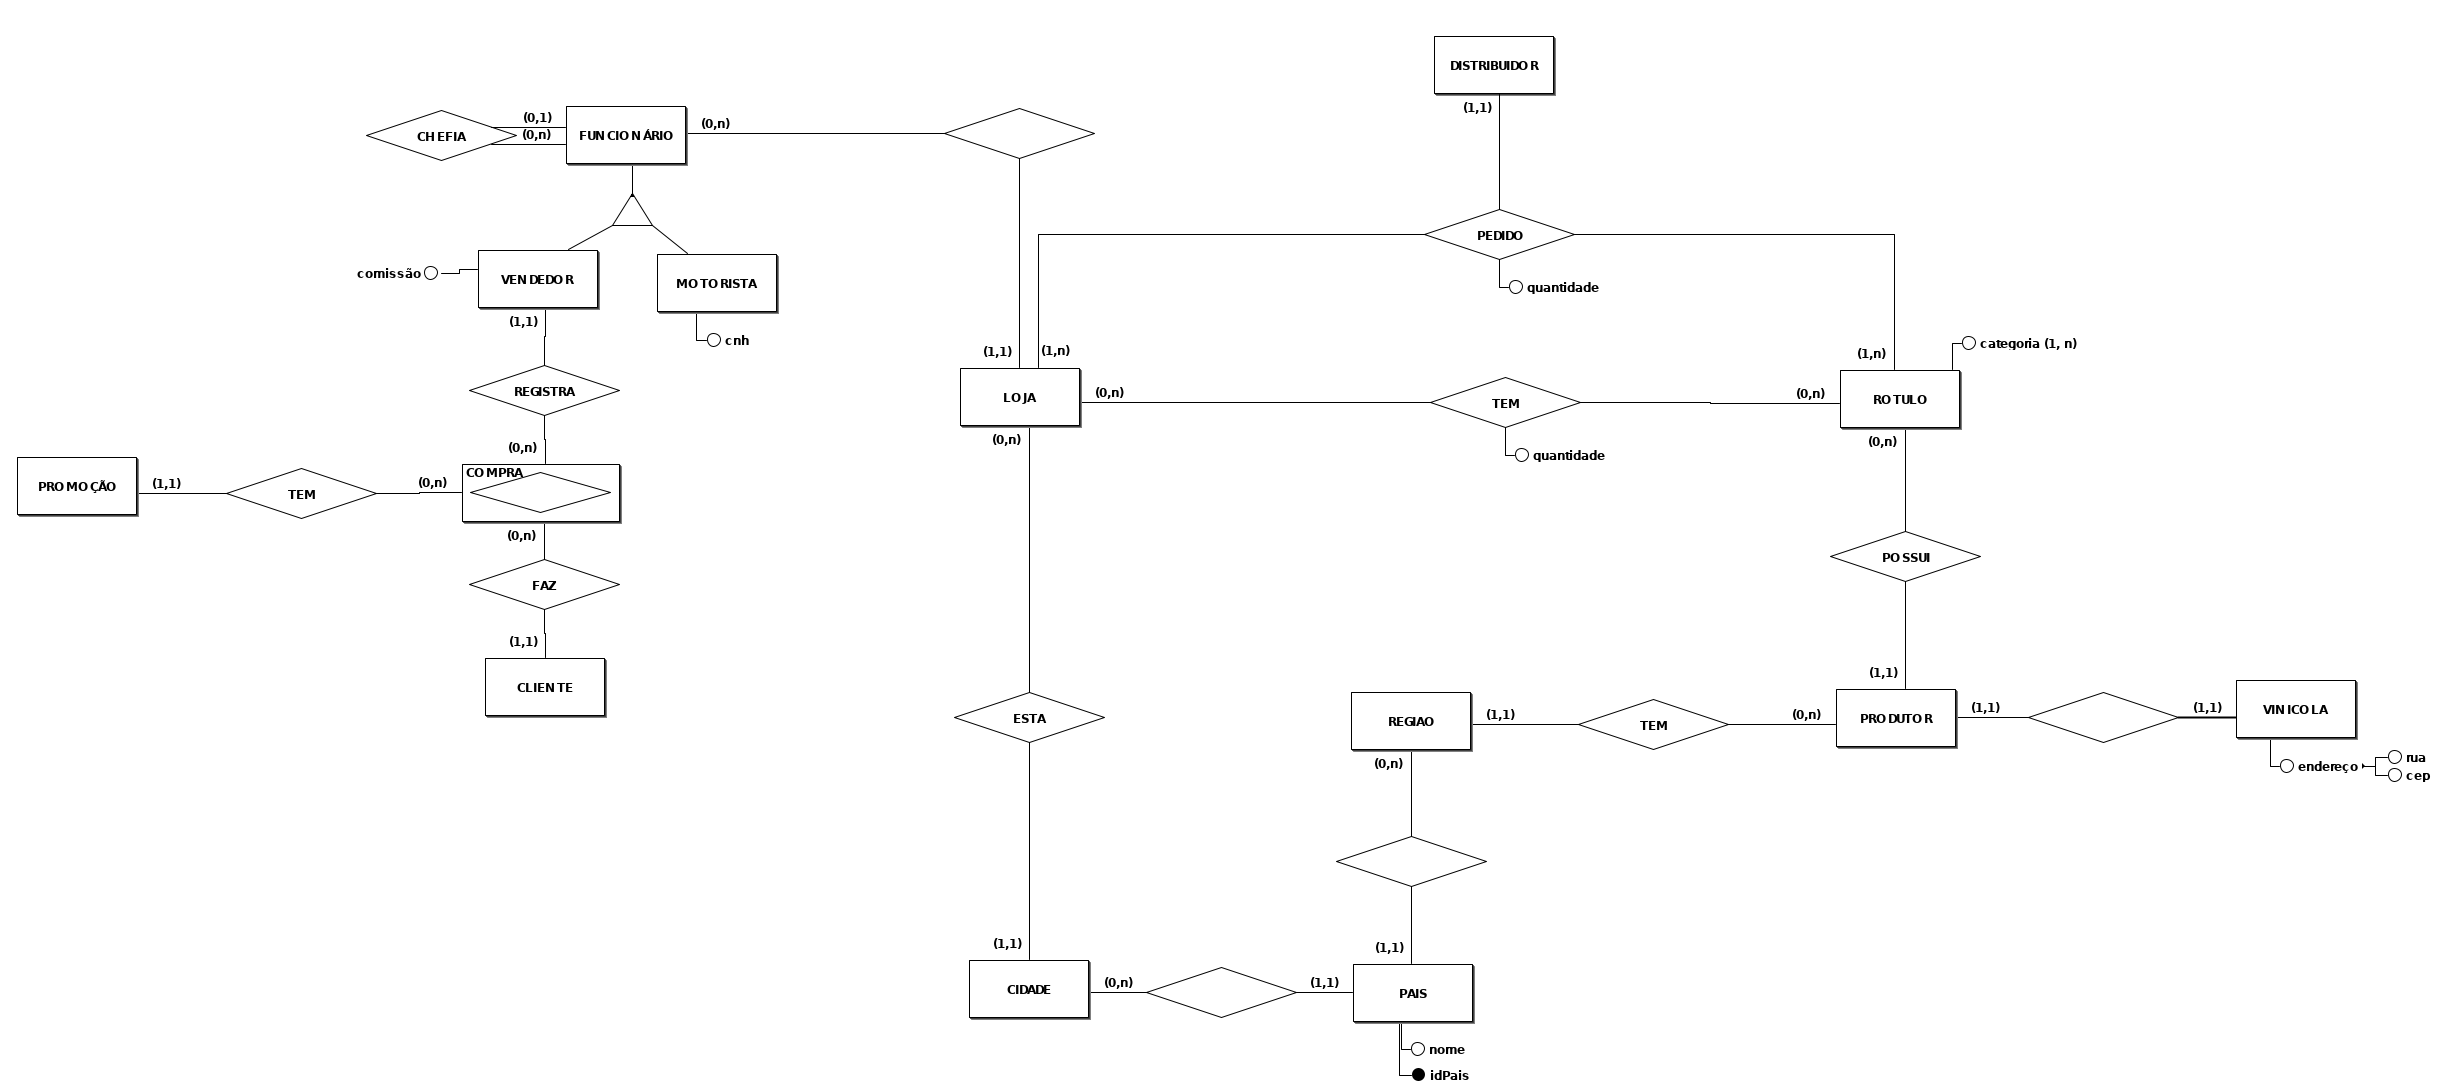 DISTRIBUIDOR
(1,1)
CHEFIA
(0,1)
(0,n)
FUNCIONÁRIO
(0,n)
PEDIDO
quantidade
comissão
VENDEDOR
MOTORISTA
(1,1)
cnh
REGISTRA
(0,n)
(1,1)
(1,n)
LOJA
(0,n)
(0,n)
TEM
quantidade
(0,n)
(1,n)
categoria (1, n)
ROTULO
(0,n)
PROMOÇÃO
(1,1)
TEM
(0,n)
COMPRA
(0,n)
FAZ
(1,1)
CLIENTE
POSSUI
(1,1)
ESTA
REGIAO
(1,1)
TEM
(0,n)
PRODUTOR
(1,1)
(1,1)
VINICOLA
endereço
rua
cep
(0,n)
(1,1)
(1,1)
CIDADE
(0,n)
(1,1)
PAIS
nome
idPais